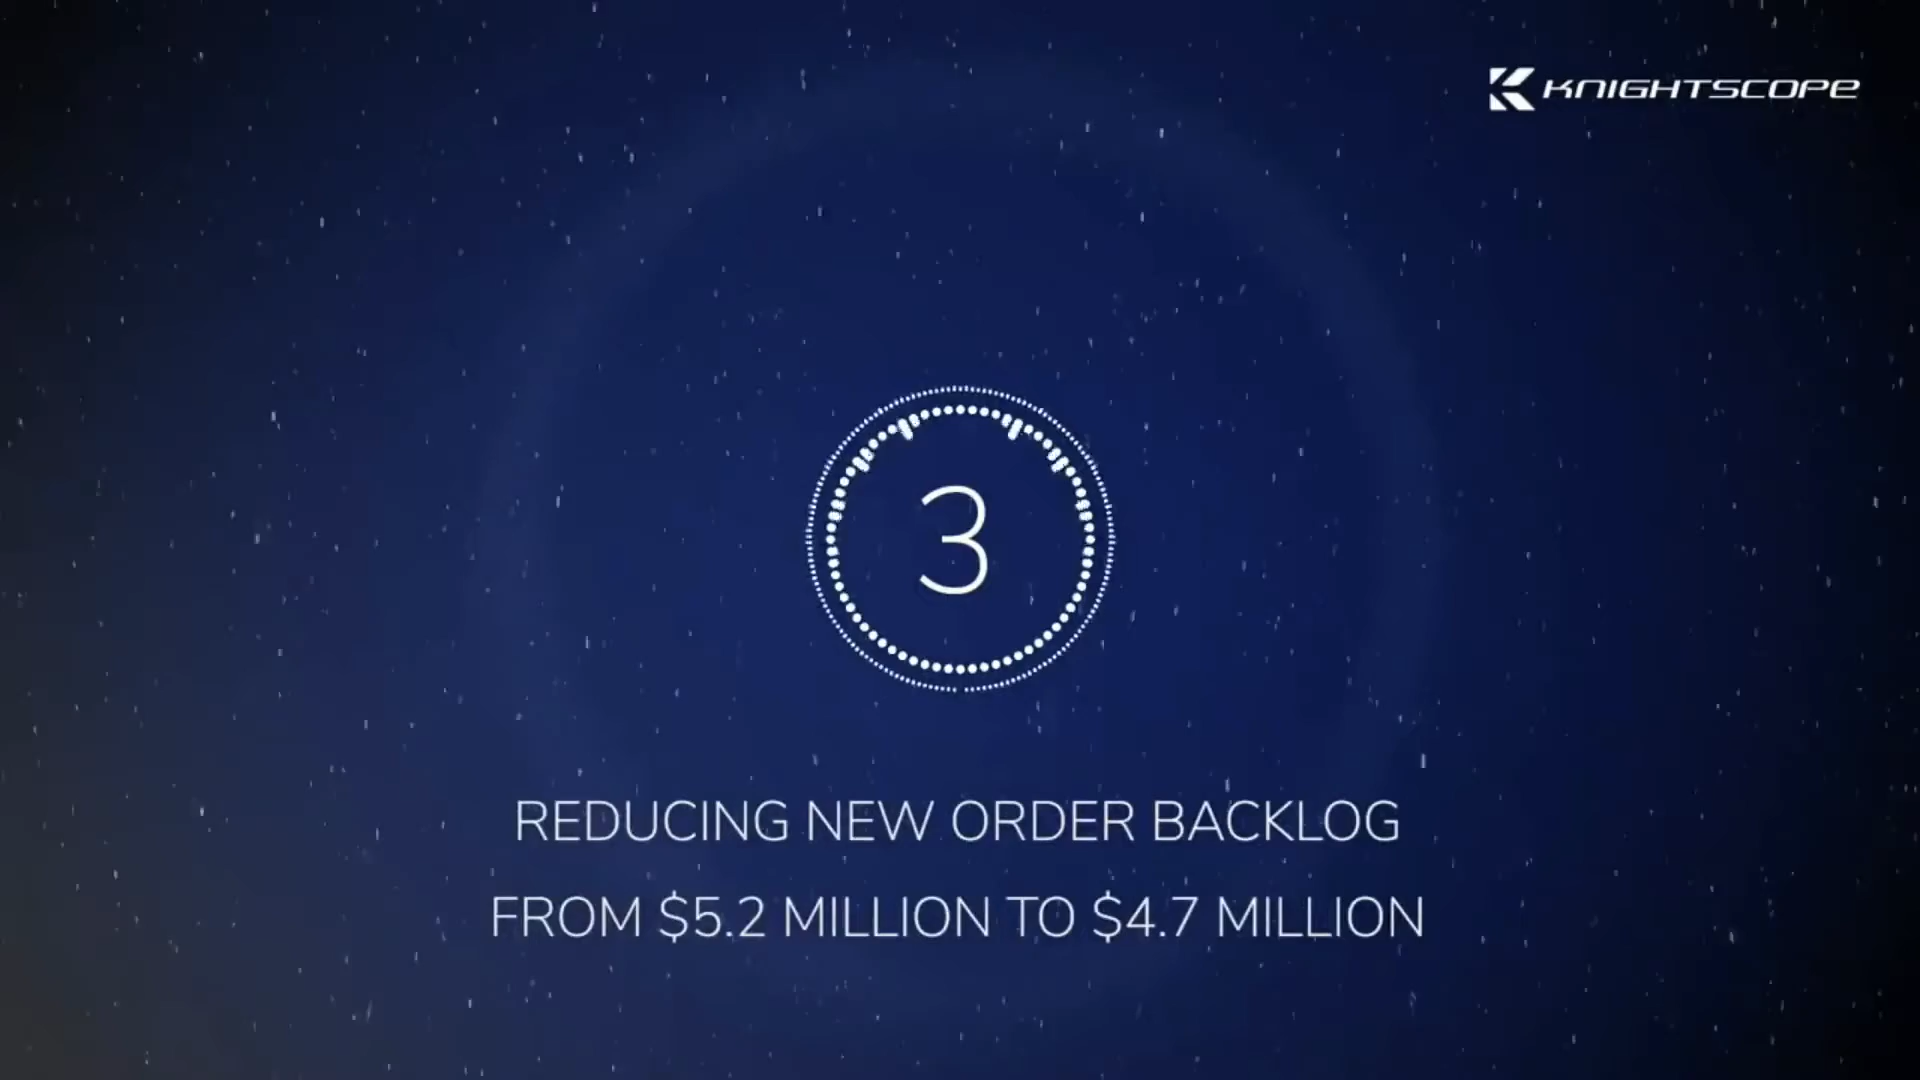 KNIGHTSCOPE
3
REDUCING NEW ORDER BACKLOG
FROM $5.2 MILLION TO $4.7 MILLION